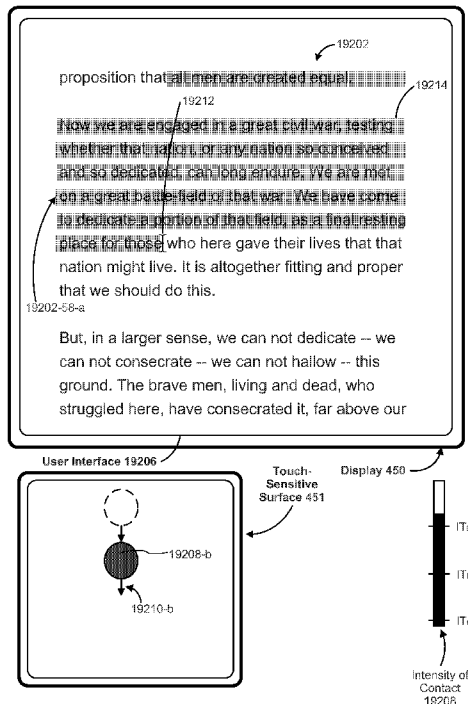 19202
proposition that all men are created equal.
19214
19212
Now we are engaged in a great civil war, testing
whether that nation, or any nation so conceived
and so dedicated, can long endure. We are met
on a great battle-field of that war. We have come
to dedicate a portion of that field, as a final resting
place for those who here gave their lives that that
nation might live. It is altogether fitting and proper
that we should do this.
19202-58-a
But, in a larger sense, we can not dedicate -- we
can not consecrate -- we can not hallow -- this
ground. The brave men, living and dead, who
struggled here, have consecrated it, far above our
User Interface 19206
Touch-
Sensitive
Surface 451
Display 450
19208-b
19210-b
Intensity of
Contact
19208